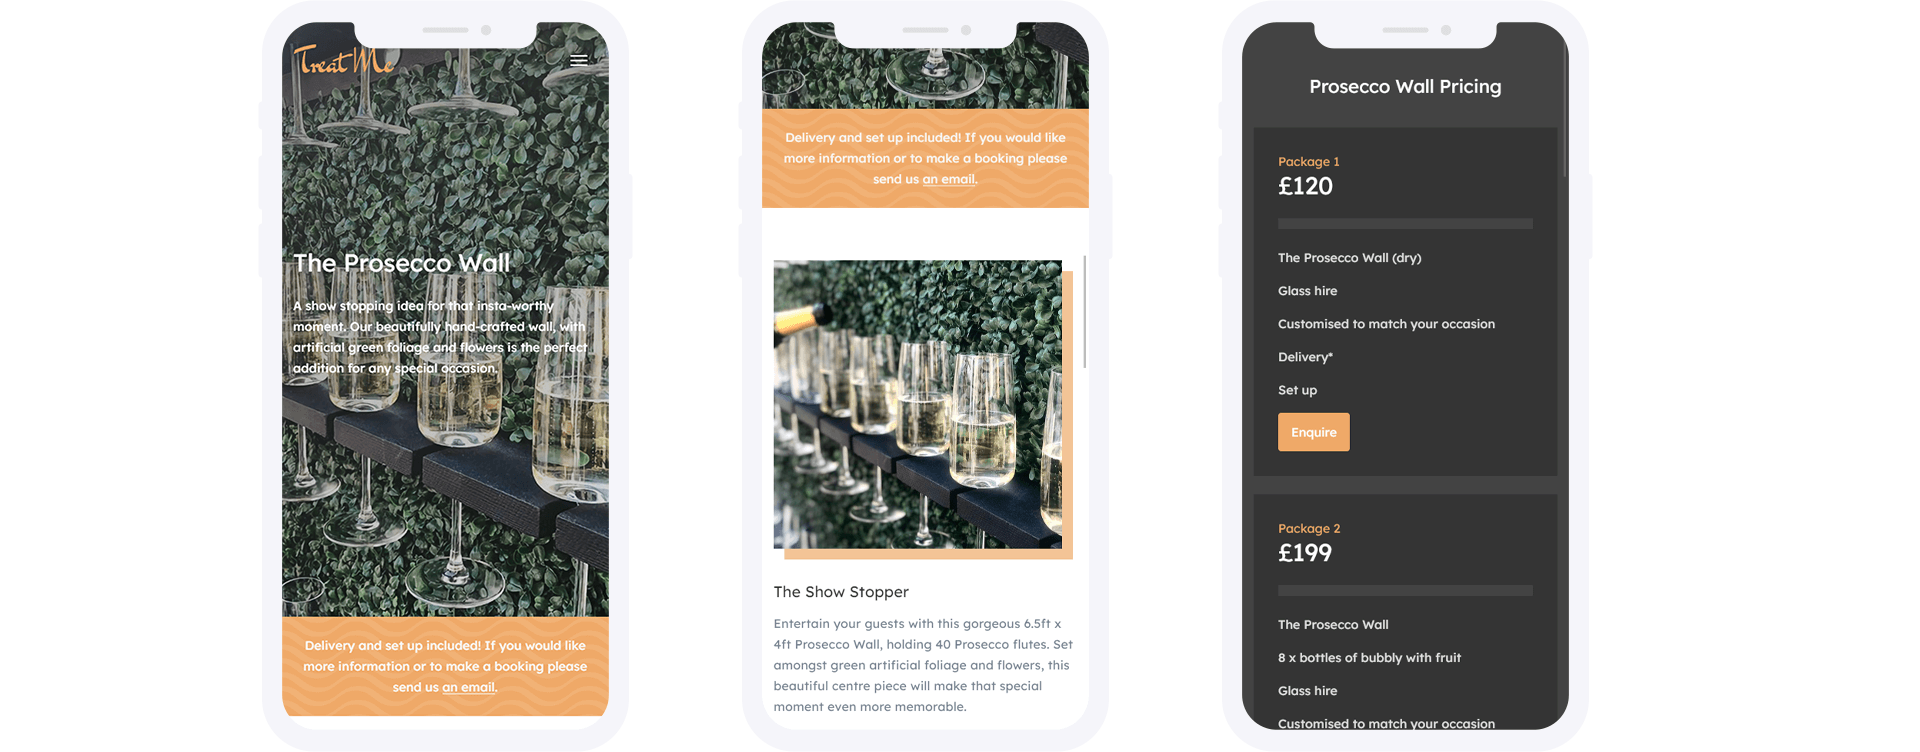 Treat Me
The Prosecco Wall
A show stopping idea for that insta-worthy
moment. Our beautifully hand-crafted wall, with
artificial green foliage and flowers is the perfect
addition for any special occasion.
Delivery and set up included! If you would like
more information or to make a booking please
send us an email.
Delivery and set up included! If you would like
more information or to make a booking please
send us an email.
The Show Stopper
Entertain your guests with this gorgeous 6.5ft x
4ft Prosecco Wall, holding 40 Prosecco flutes. Set
amongst green artificial foliage and flowers, this
beautiful centre piece will make that special
moment even more memorable.
Prosecco Wall Pricing
Package 1
£120
The Prosecco Wall (dry)
Glass hire
Customised to match your occasion
Delivery*
Set up
Enquire
Package 2
£199
The Prosecco Wall
8 x bottles of bubbly with fruit
Glass hire
Customised to match your occasion